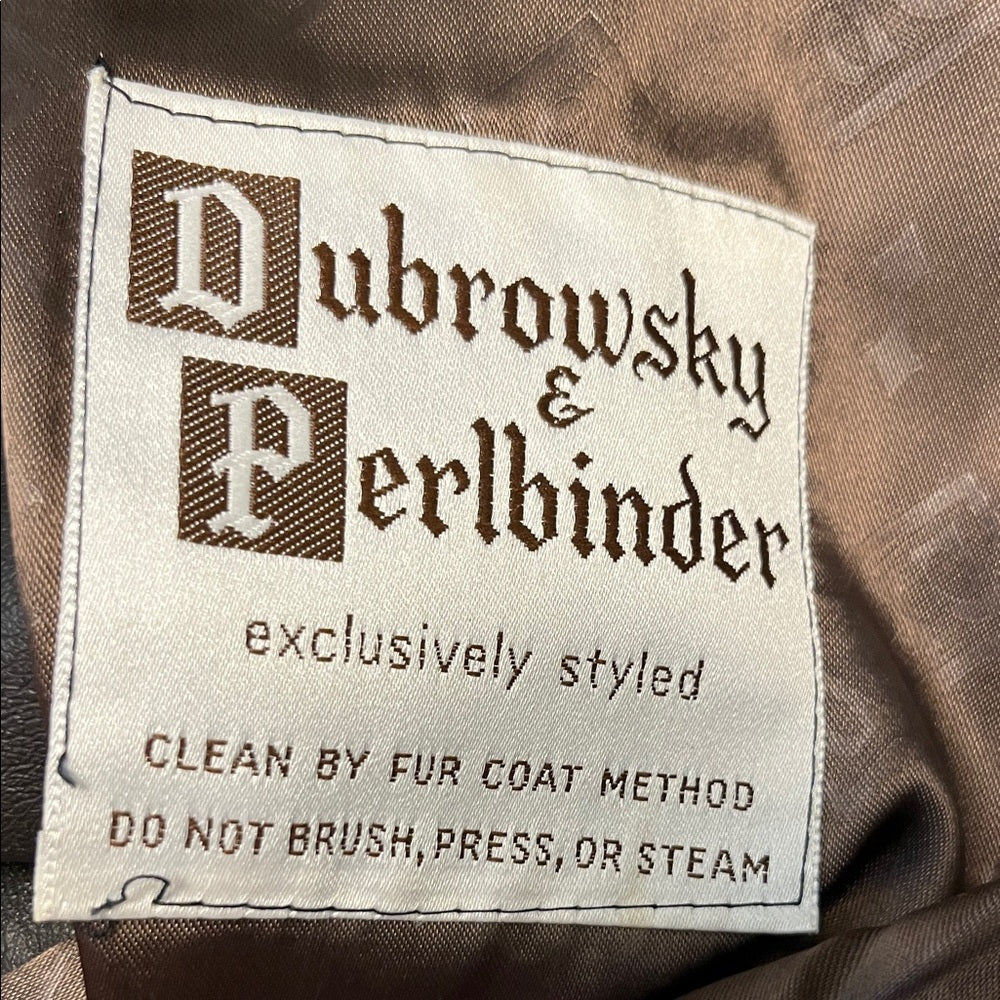 Dubrowsky
&
Perlbinder
exclusively styled
CLEAN BY FUR COAT METHOD
DO NOT BRUSH, PRESS, OR STEAM